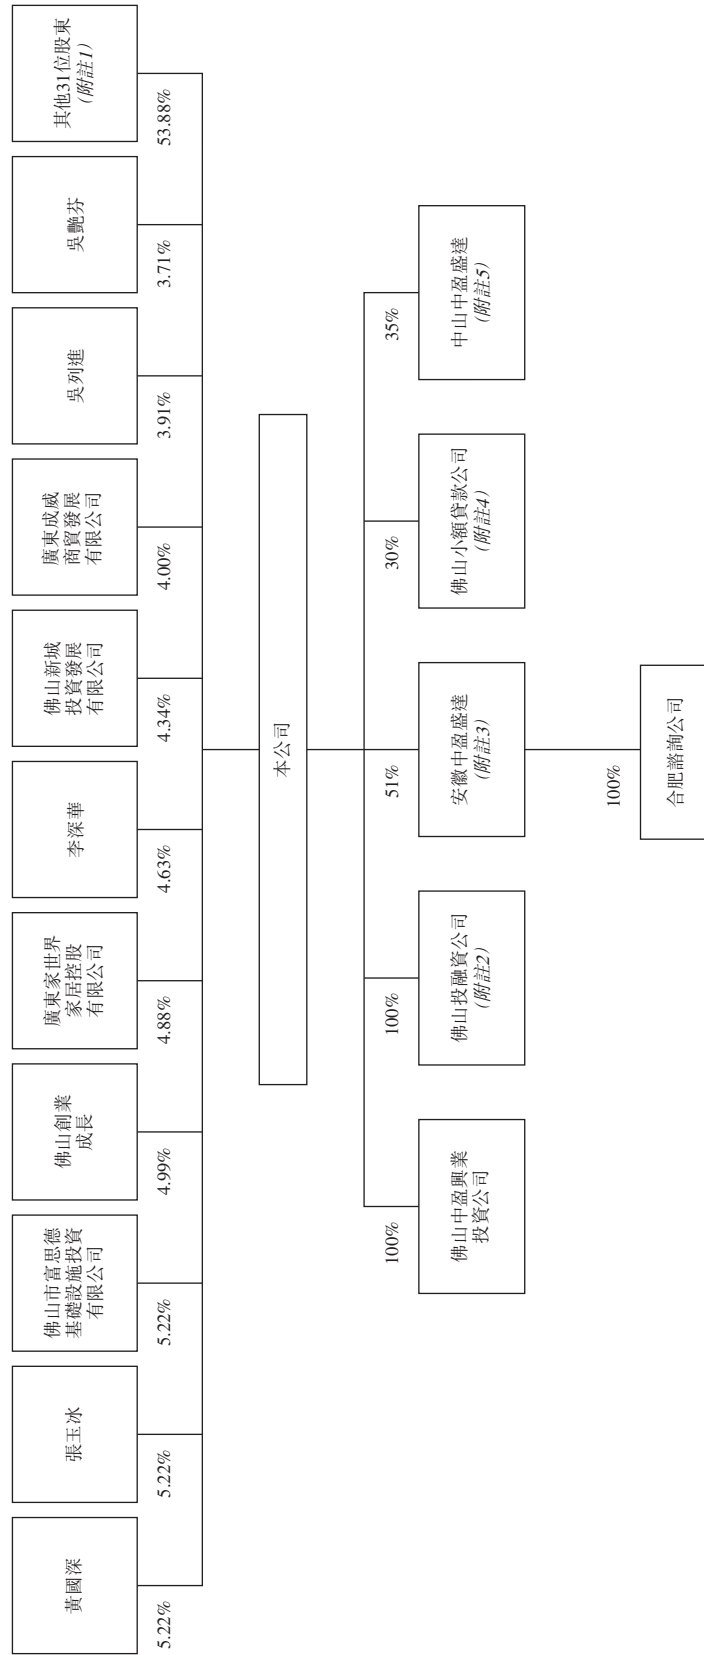 黃國深
張玉冰
佛山市富思德
基礎設施投資
有限公司
佛山創業
成長
廣東家世界
家居控股
有限公司
李深華
佛山新城
投資發展
有限公司
廣東成威
商貿發展
有限公司
吳列進
吳艷芬
其他31位股東
(附註1)
5.22%
5.22%
5.22%
4.99%
4.88%
4.63%
4.34%
4.00%
3.91%
3.71%
53.88%
本公司
100%
100%
51%
30%
35%
佛山中盈興業
投資公司
佛山投融資公司
(附註2)
安徽中盈盛達
(附註3)
佛山小額貸款公司
(附註4)
中山中盈盛達
(附註5)
100%
合肥諮詢公司